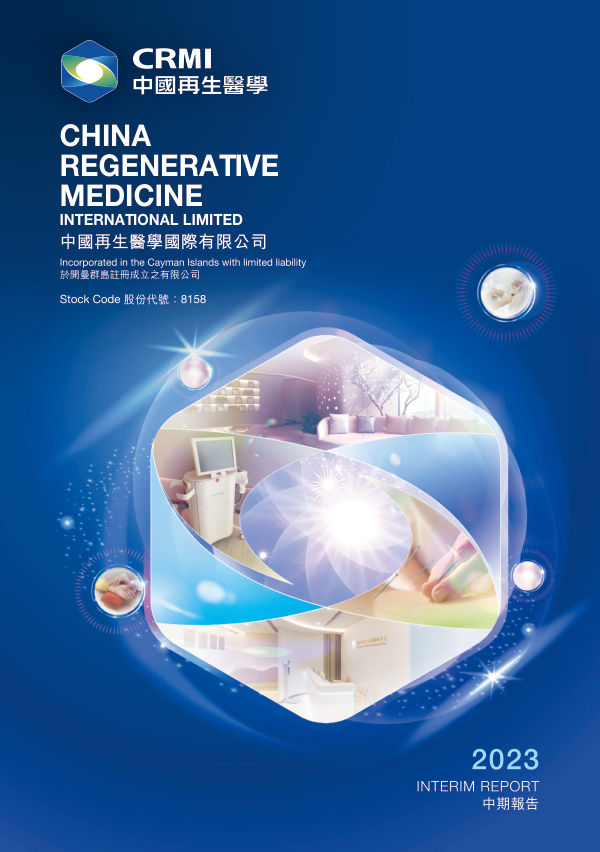 CRMI
中國再生醫學
CHINA
REGENERATIVE
MEDICINE
INTERNATIONAL LIMITED
中國再生醫學國際有限公司
Incorporated in the Cayman Islands with limited liability
於開曼群島註冊成立之有限公司
Stock Code 股份代號：8158
2023
INTERIM REPORT
中期報告